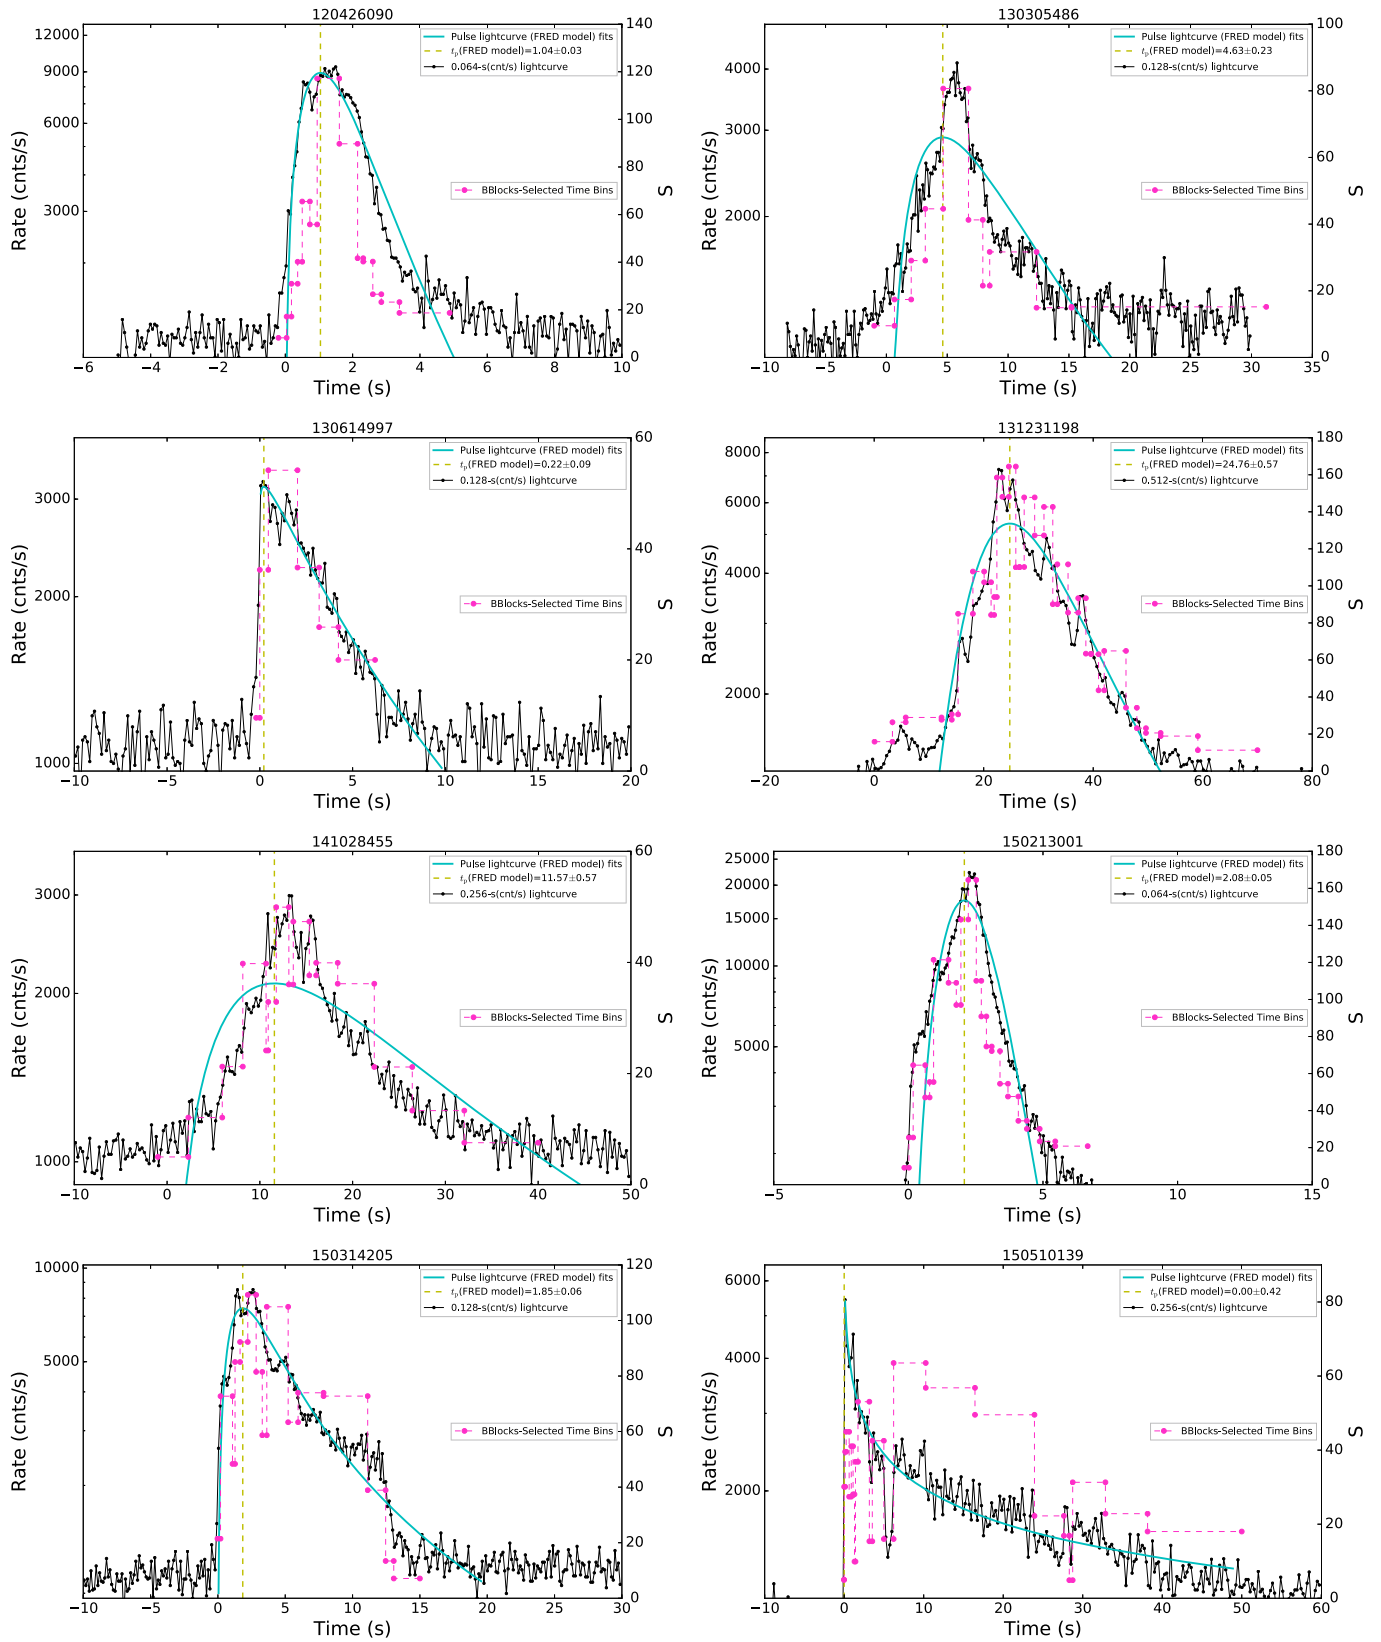 120426090
Pulse lightcurve (FRED model) fits
tp(FRED model)=1.04±0.03
0.064-s(cnt/s) lightcurve
BBlocks-Selected Time Bins
Rate (cnts/s)
12000
9000
6000
3000
S
140
120
100
80
60
40
20
0
−6 −4 −2 0 2 4 6 8 10
Time (s)
130305486
Pulse lightcurve (FRED model) fits
tp(FRED model)=4.63±0.23
0.128-s(cnt/s) lightcurve
BBlocks-Selected Time Bins
Rate (cnts/s)
4000
3000
2000
S
100
80
60
40
20
0
−10 −5 0 5 10 15 20 25 30 35
Time (s)
130614997
Pulse lightcurve (FRED model) fits
tp(FRED model)=0.22±0.09
0.128-s(cnt/s) lightcurve
BBlocks-Selected Time Bins
Rate (cnts/s)
3000
2000
1000
S
60
40
20
0
−10 −5 0 5 10 15 20
Time (s)
131231198
Pulse lightcurve (FRED model) fits
tp(FRED model)=24.76±0.57
0.512-s(cnt/s) lightcurve
BBlocks-Selected Time Bins
Rate (cnts/s)
8000
6000
4000
2000
S
180
160
140
120
100
80
60
40
20
0
−20 0 20 40 60 80
Time (s)
141028455
Pulse lightcurve (FRED model) fits
tp(FRED model)=11.57±0.57
0.256-s(cnt/s) lightcurve
BBlocks-Selected Time Bins
Rate (cnts/s)
3000
2000
1000
S
60
40
20
0
−10 0 10 20 30 40 50
Time (s)
150213001
Pulse lightcurve (FRED model) fits
tp(FRED model)=2.08±0.05
0.064-s(cnt/s) lightcurve
BBlocks-Selected Time Bins
Rate (cnts/s)
25000
20000
15000
10000
5000
S
180
160
140
120
100
80
60
40
20
0
−5 0 5 10 15
Time (s)
150314205
Pulse lightcurve (FRED model) fits
tp(FRED model)=1.85±0.06
0.128-s(cnt/s) lightcurve
BBlocks-Selected Time Bins
Rate (cnts/s)
10000
5000
S
120
100
80
60
40
20
0
−10 −5 0 5 10 15 20 25 30
Time (s)
150510139
Pulse lightcurve (FRED model) fits
tp(FRED model)=0.00±0.42
0.256-s(cnt/s) lightcurve
BBlocks-Selected Time Bins
Rate (cnts/s)
6000
4000
2000
S
80
60
40
20
0
−10 0 10 20 30 40 50 60
Time (s)